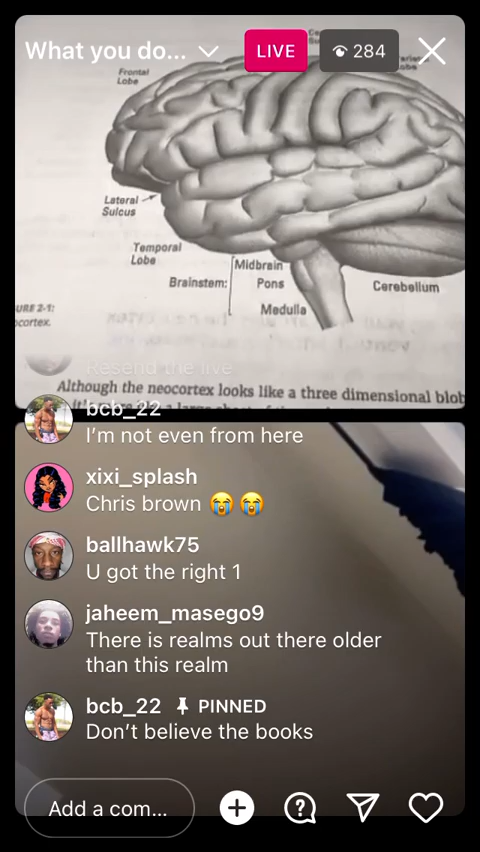 What you do...
LIVE
284
Frontal
Lobe
Lateral
Sulcus
Temporal
Lobe
Midbrain
Brainstem:
Pons
Cerebellum
Medulla
URE 2-1:
ocortex.
Resend the live
Although the neocortex looks like a three dimensional blob
bcb_22
I’m not even from here
xixi_splash
Chris brown 😭😭
ballhawk75
U got the right 1
jaheem_masego9
There is realms out there older
than this realm
bcb_22 PINNED
Don’t believe the books
Add a com...